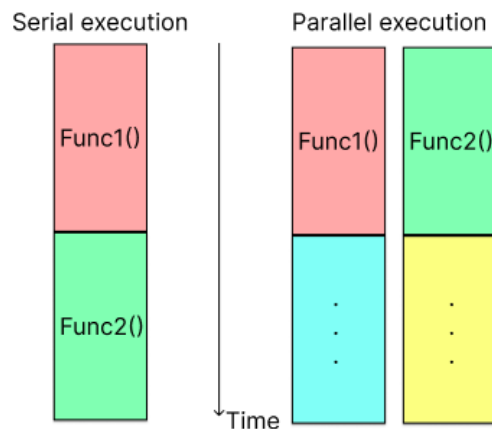 Serial execution
Parallel execution
Func1()
Func1()
Func2()
Func2()
.
.
.
.
.
.
Time